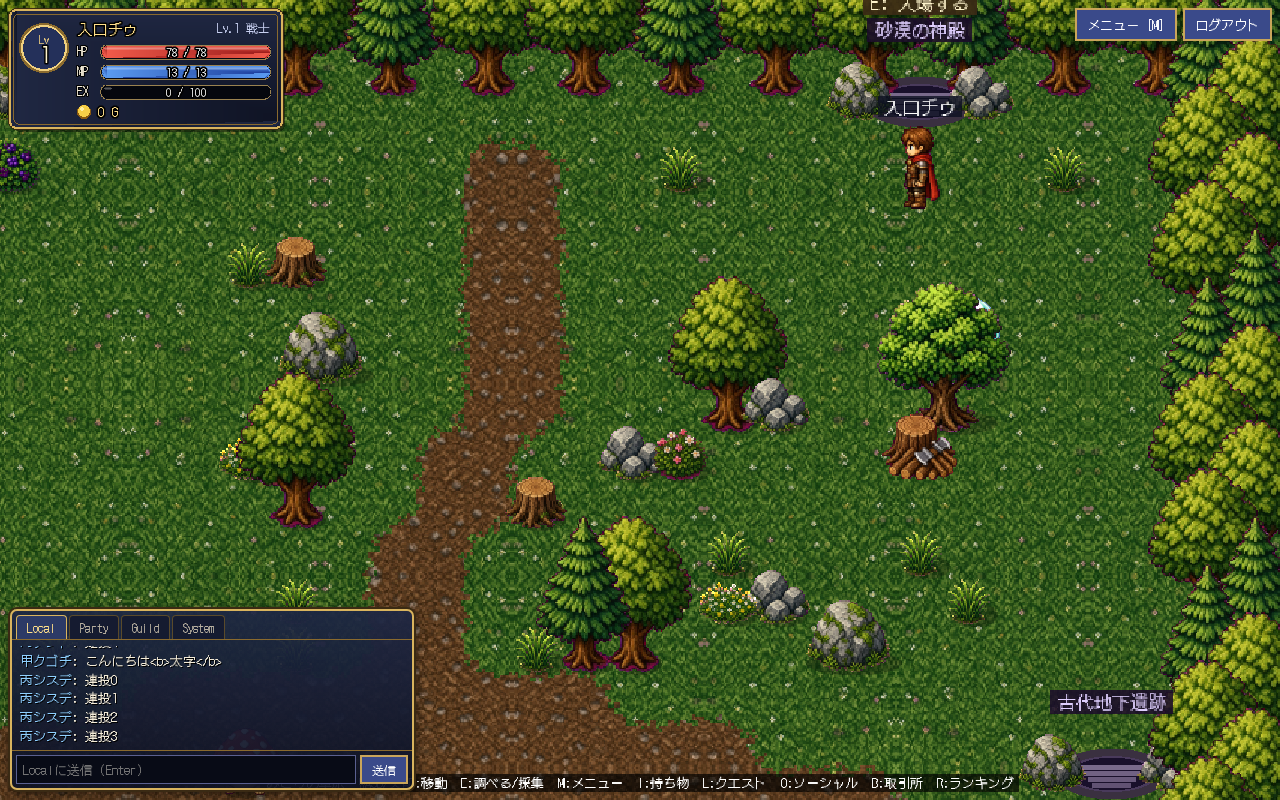 入口チゥ
Lv.1 戦士
Lv
1
HP 78 / 78
MP 13 / 13
EX 0 / 100
0 G
E: 入場する
砂漠の神殿
メニュー [M]
ログアウト
入口チゥ
古代地下遺跡
Local
Party
Guild
System
甲クゴチ: こんにちは<b>太字</b>
丙シスデ: 連投0
丙シスデ: 連投1
丙シスデ: 連投2
丙シスデ: 連投3
Localに送信 (Enter)
送信
:移動 E:調べる/採集 M:メニュー I:持ち物 L:クエスト O:ソーシャル B:取引所 R:ランキング